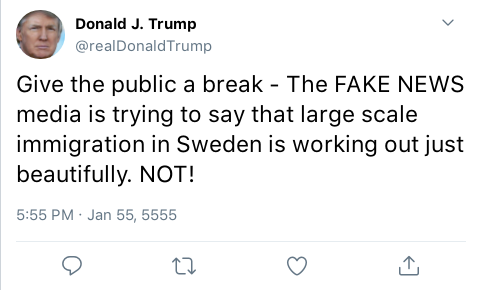 Donald J. Trump
@realDonaldTrump
Give the public a break - The FAKE NEWS
media is trying to say that large scale
immigration in Sweden is working out just
beautifully. NOT!
5:55 PM · Jan 55, 5555